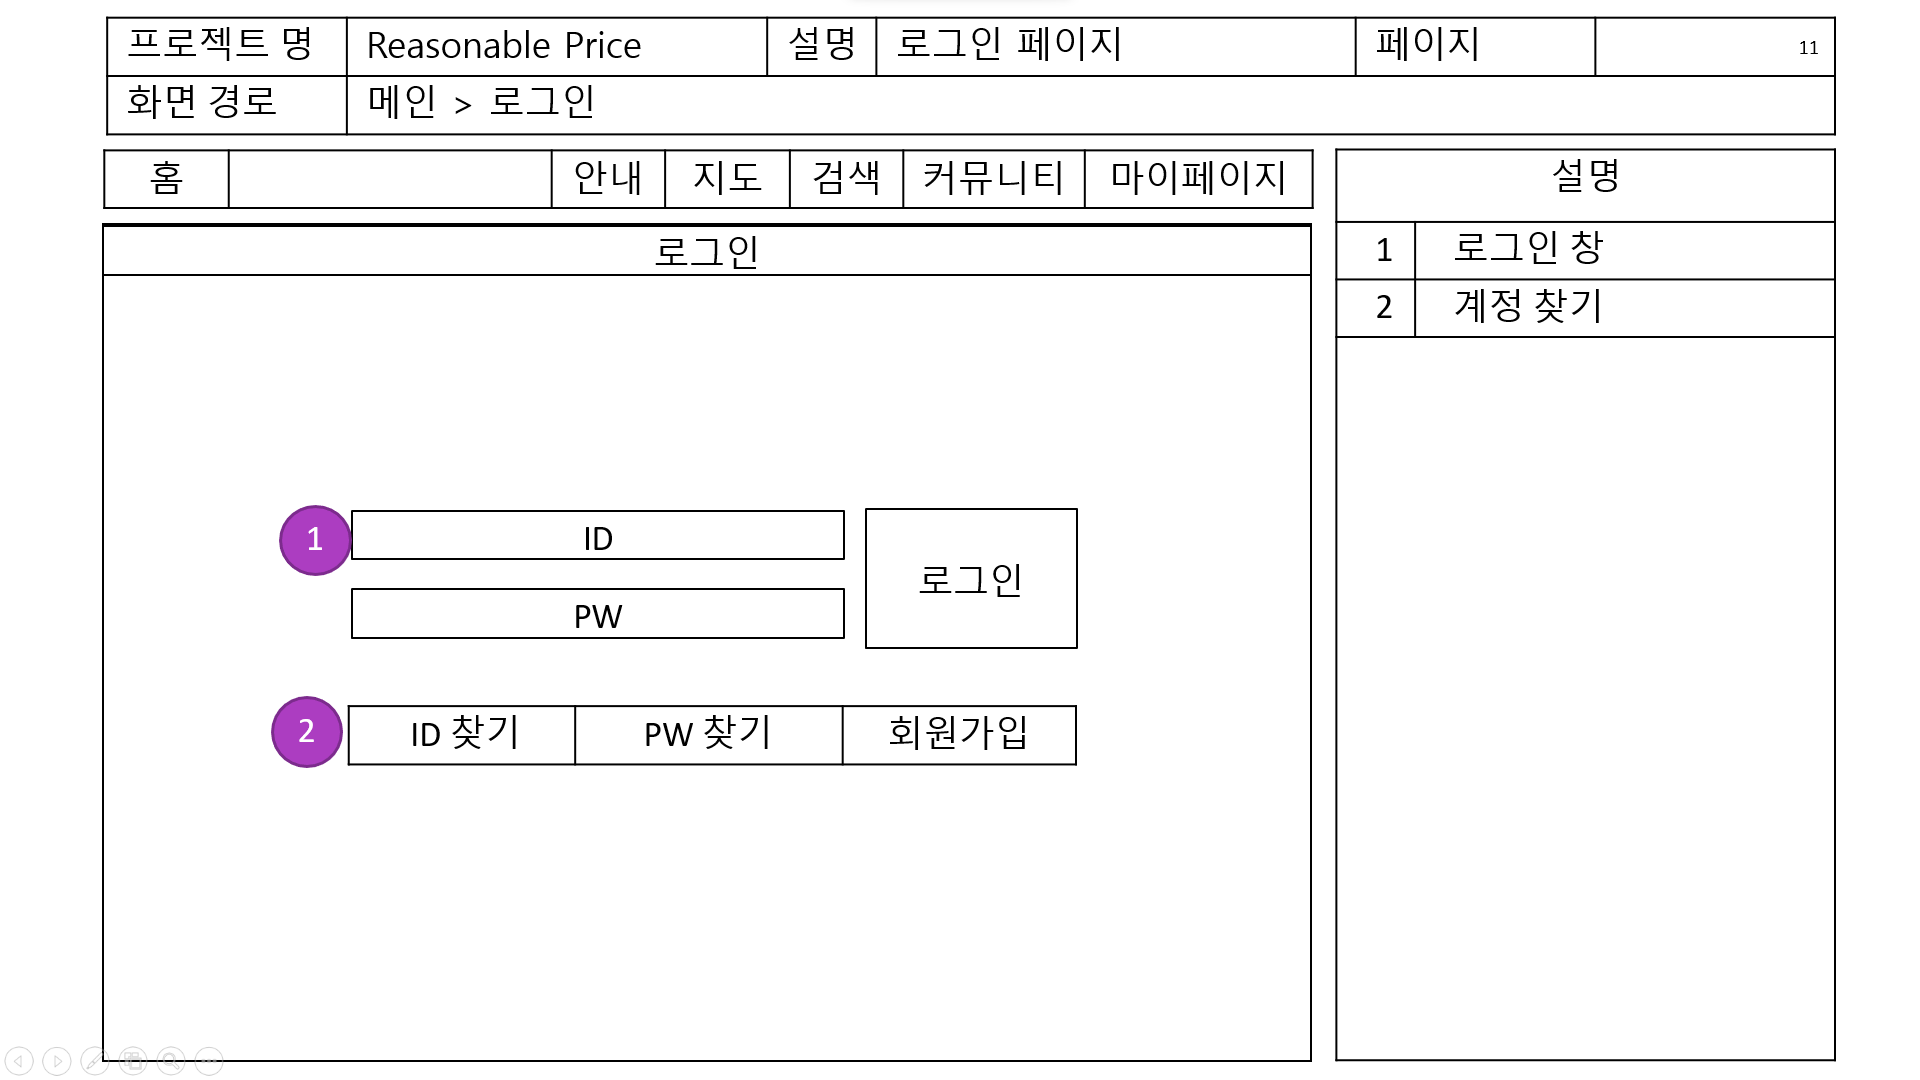 프로젝트 명 Reasonable Price 설명 로그인 페이지 페이지 11
화면 경로 메인 > 로그인
홈 안내 지도 검색 커뮤니티 마이페이지
로그인
1 ID
PW
로그인
2 ID 찾기 PW 찾기 회원가입
설명
1 로그인 창
2 계정 찾기